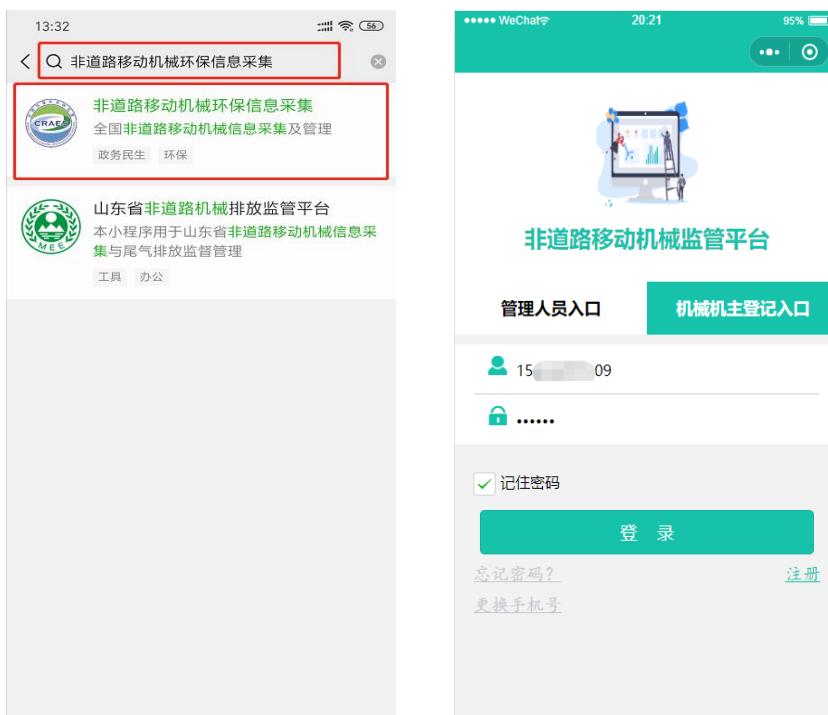 13:32
56
非道路移动机械环保信息采集
CRAES
非道路移动机械环保信息采集
全国非道路移动机械信息采集及管理
政务民生 环保
MEE
山东省非道路机械排放监管平台
本小程序用于山东省非道路移动机械信息采
集与尾气排放监督管理
工具 办公
WeChat 20:21 95%
非道路移动机械监管平台
管理人员入口 机械机主登记入口
15 09
••••••
记住密码
登 录
忘记密码? 注册
更换手机号